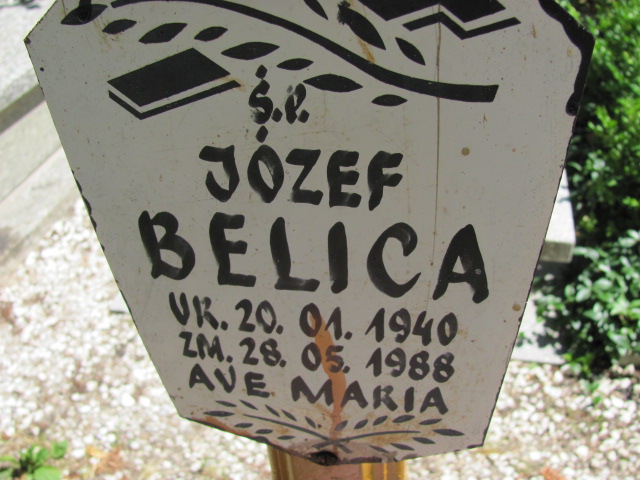 Ś.P.
JÓZEF
BELICA
UR. 20. 01. 1940
ZM. 28. 05. 1988
AVE MARIA